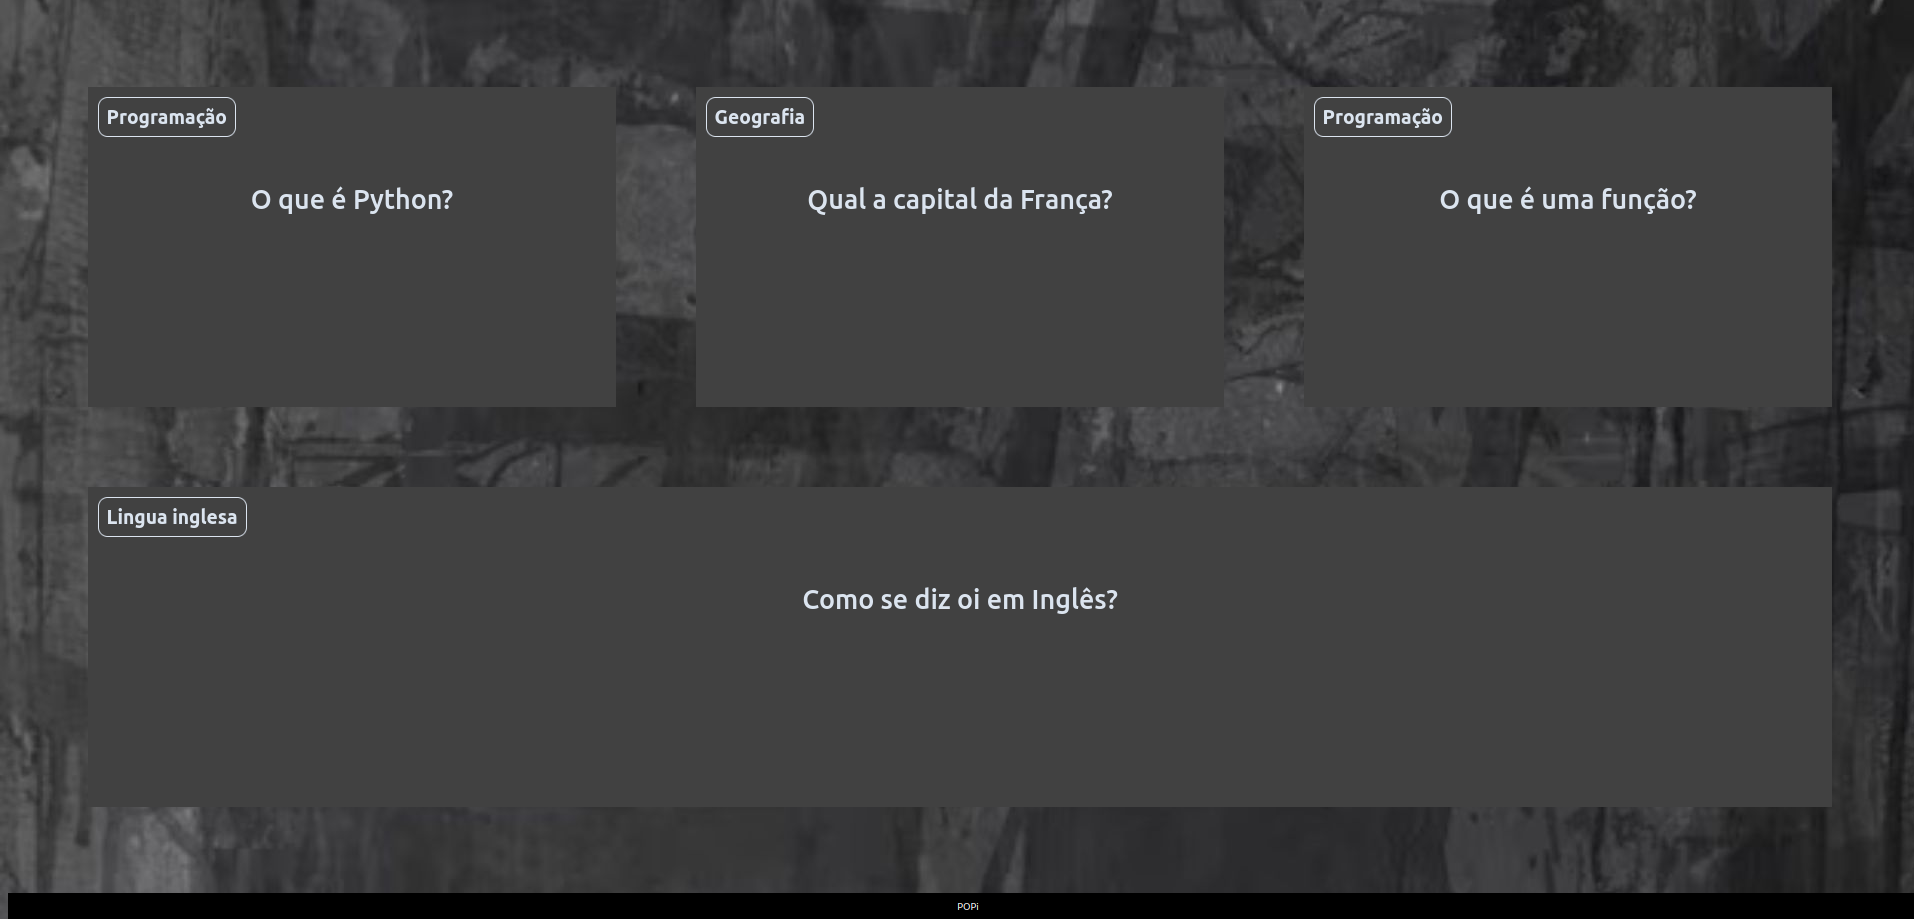 Programação
O que é Python?
Geografia
Qual a capital da França?
Programação
O que é uma função?
Lingua inglesa
Como se diz oi em Inglês?
POPi